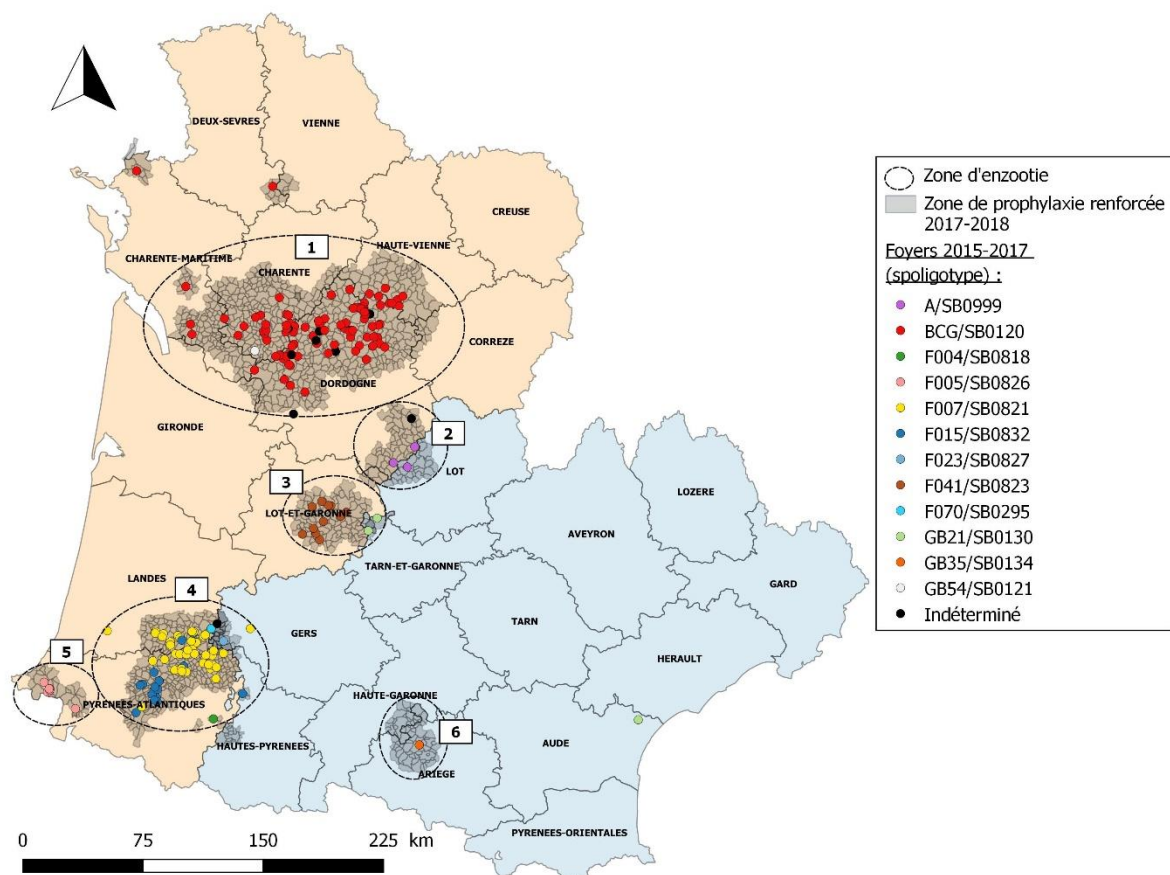 DEUX-SEVRES
VIENNE
CREUSE
1
HAUTE-VIENNE
CHARENTE-MARITIME
CHARENTE
CORREZE
DORDOGNE
GIRONDE
2
LOT
3
LOT-ET-GARONNE
LOZERE
AVEYRON
TARN-ET-GARONNE
GARD
LANDES
4
GERS
TARN
HERAULT
5
PYRENEES-ATLANTIQUES
HAUTE-GARONNE
6
HAUTES-PYRENEES
AUDE
ARIEGE
PYRENEES-ORIENTALES
0 75 150 225 km
Zone d'enzootie
Zone de prophylaxie renforcée
2017-2018
Foyers 2015-2017
(spoligotype) :
A/SB0999
BCG/SB0120
F004/SB0818
F005/SB0826
F007/SB0821
F015/SB0832
F023/SB0827
F041/SB0823
F070/SB0295
GB21/SB0130
GB35/SB0134
GB54/SB0121
Indéterminé